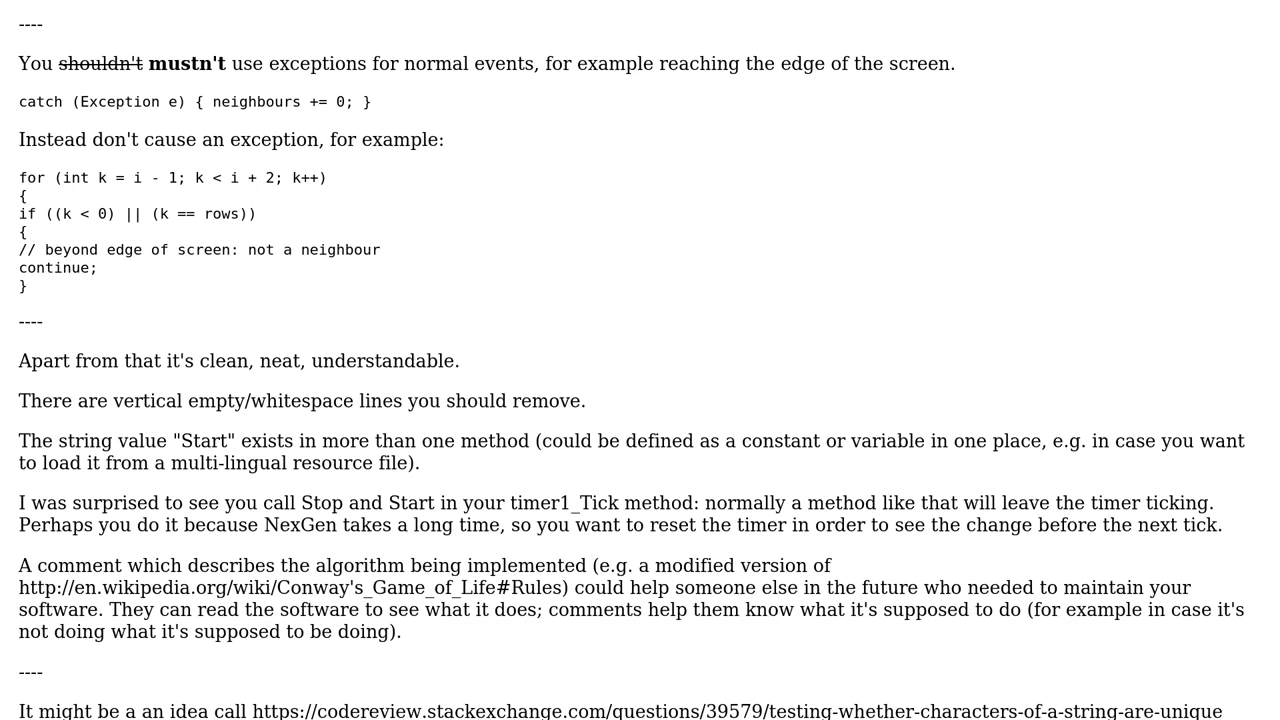 ----
You shouldn't mustn't use exceptions for normal events, for example reaching the edge of the screen.
catch (Exception e) { neighbours += 0; }
Instead don't cause an exception, for example:
for (int k = i - 1; k < i + 2; k++)
{
if ((k < 0) || (k == rows))
{
// beyond edge of screen: not a neighbour
continue;
}
----
Apart from that it's clean, neat, understandable.
There are vertical empty/whitespace lines you should remove.
The string value "Start" exists in more than one method (could be defined as a constant or variable in one place, e.g. in case you want
to load it from a multi-lingual resource file).
I was surprised to see you call Stop and Start in your timer1_Tick method: normally a method like that will leave the timer ticking.
Perhaps you do it because NexGen takes a long time, so you want to reset the timer in order to see the change before the next tick.
A comment which describes the algorithm being implemented (e.g. a modified version of
http://en.wikipedia.org/wiki/Conway's_Game_of_Life#Rules) could help someone else in the future who needed to maintain your
software. They can read the software to see what it does; comments help them know what it's supposed to do (for example in case it's
not doing what it's supposed to be doing).
----
It might be a an idea call https://codereview.stackexchange.com/questions/39579/testing-whether-characters-of-a-string-are-unique